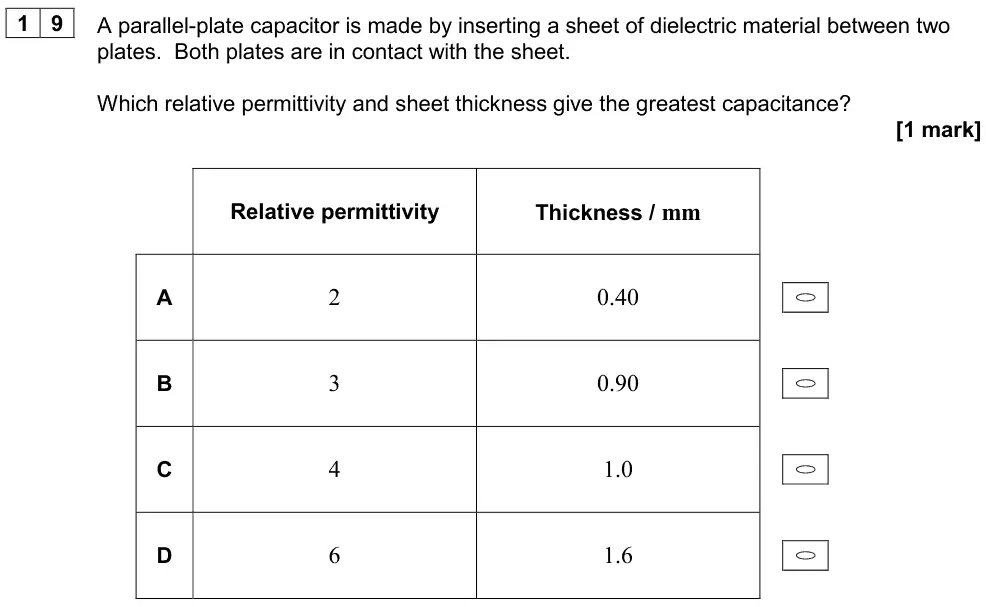 1 9 A parallel-plate capacitor is made by inserting a sheet of dielectric material between two
plates. Both plates are in contact with the sheet.
Which relative permittivity and sheet thickness give the greatest capacitance?
[1 mark]
Relative permittivity Thickness / mm
A 2 0.40
B 3 0.90
C 4 1.0
D 6 1.6